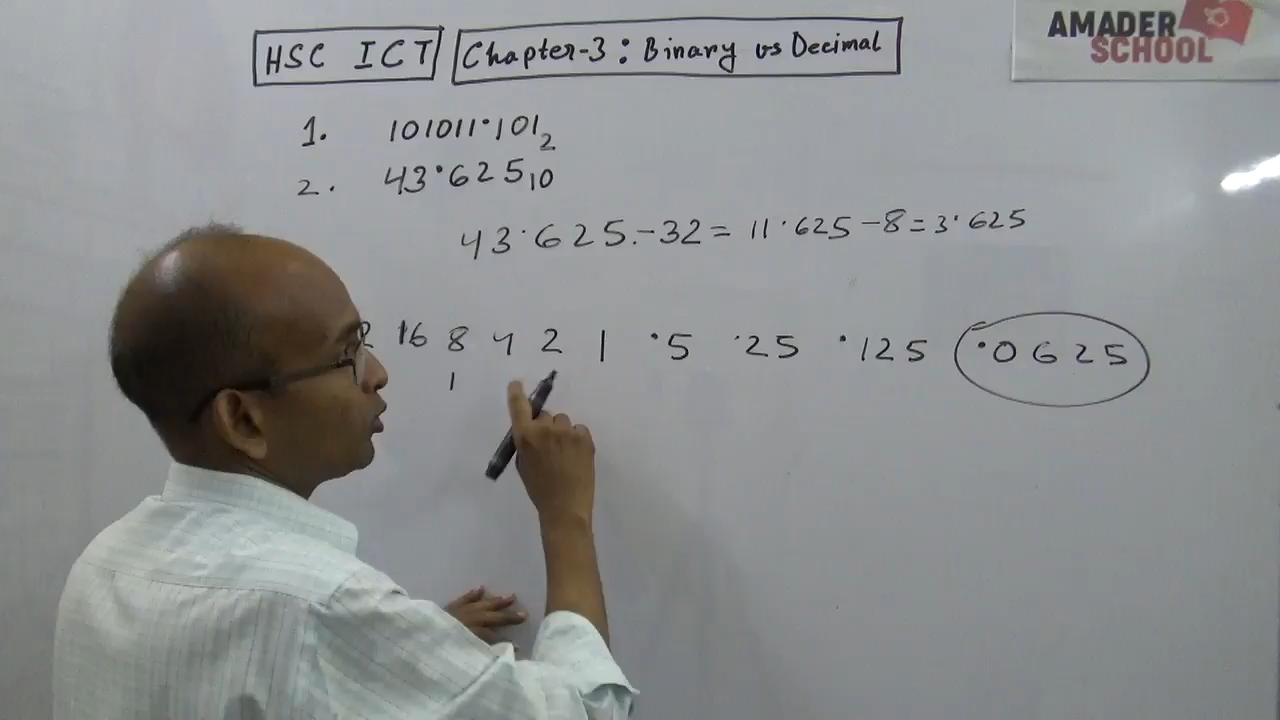 AMADER
SCHOOL
HSC ICT Chapter-3: Binary vs Decimal
1. 101011.101₂
2. 43.625₁₀
43.625.-32= 11.625-8=3.625
2 16 8 4 2 1 .5 .25 .125 .0625
1